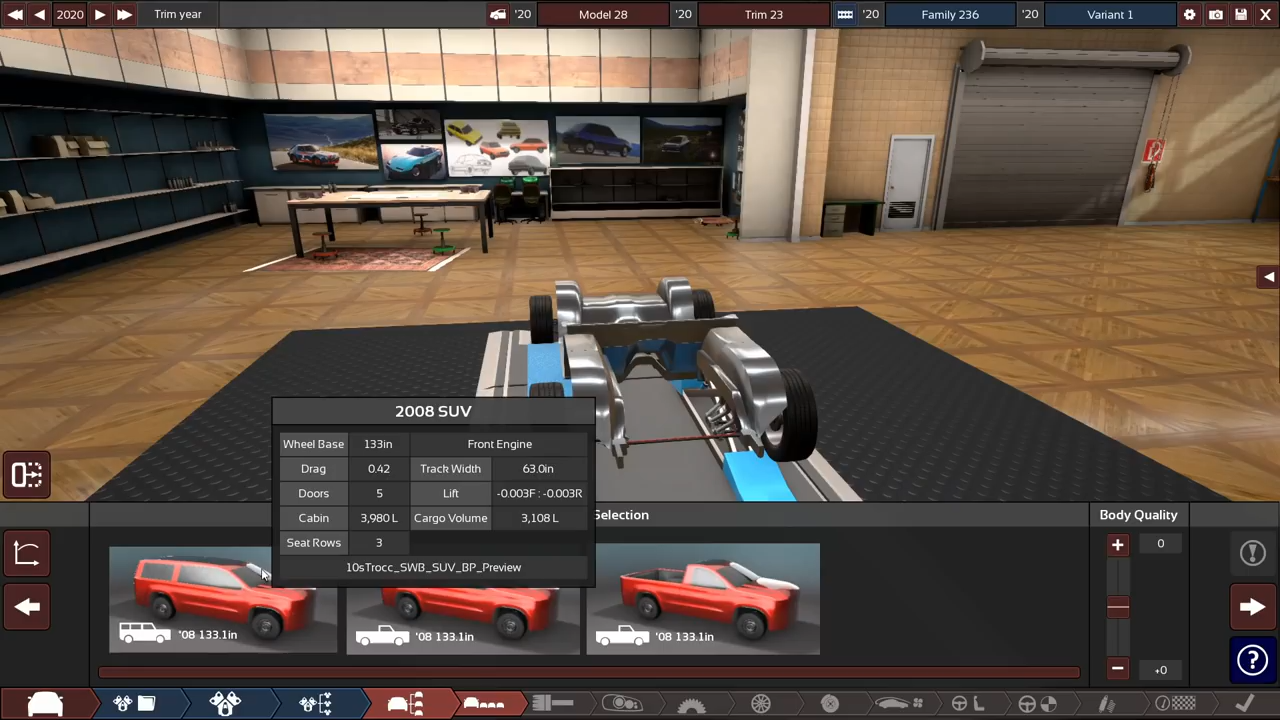 2020 Trim year '20 Model 28 '20 Trim 23 '20 Family 236 '20 Variant 1
2008 SUV
Wheel Base 133in Front Engine
Drag 0.42 Track Width 63.0in
Doors 5 Lift -0.003F : -0.003R
Cabin 3,980 L Cargo Volume 3,108 L
Seat Rows 3
10sTrocc_SWB_SUV_BP_Preview
Selection
Body Quality
+ 0
'08 133.1in '08 133.1in '08 133.1in
- +0
?